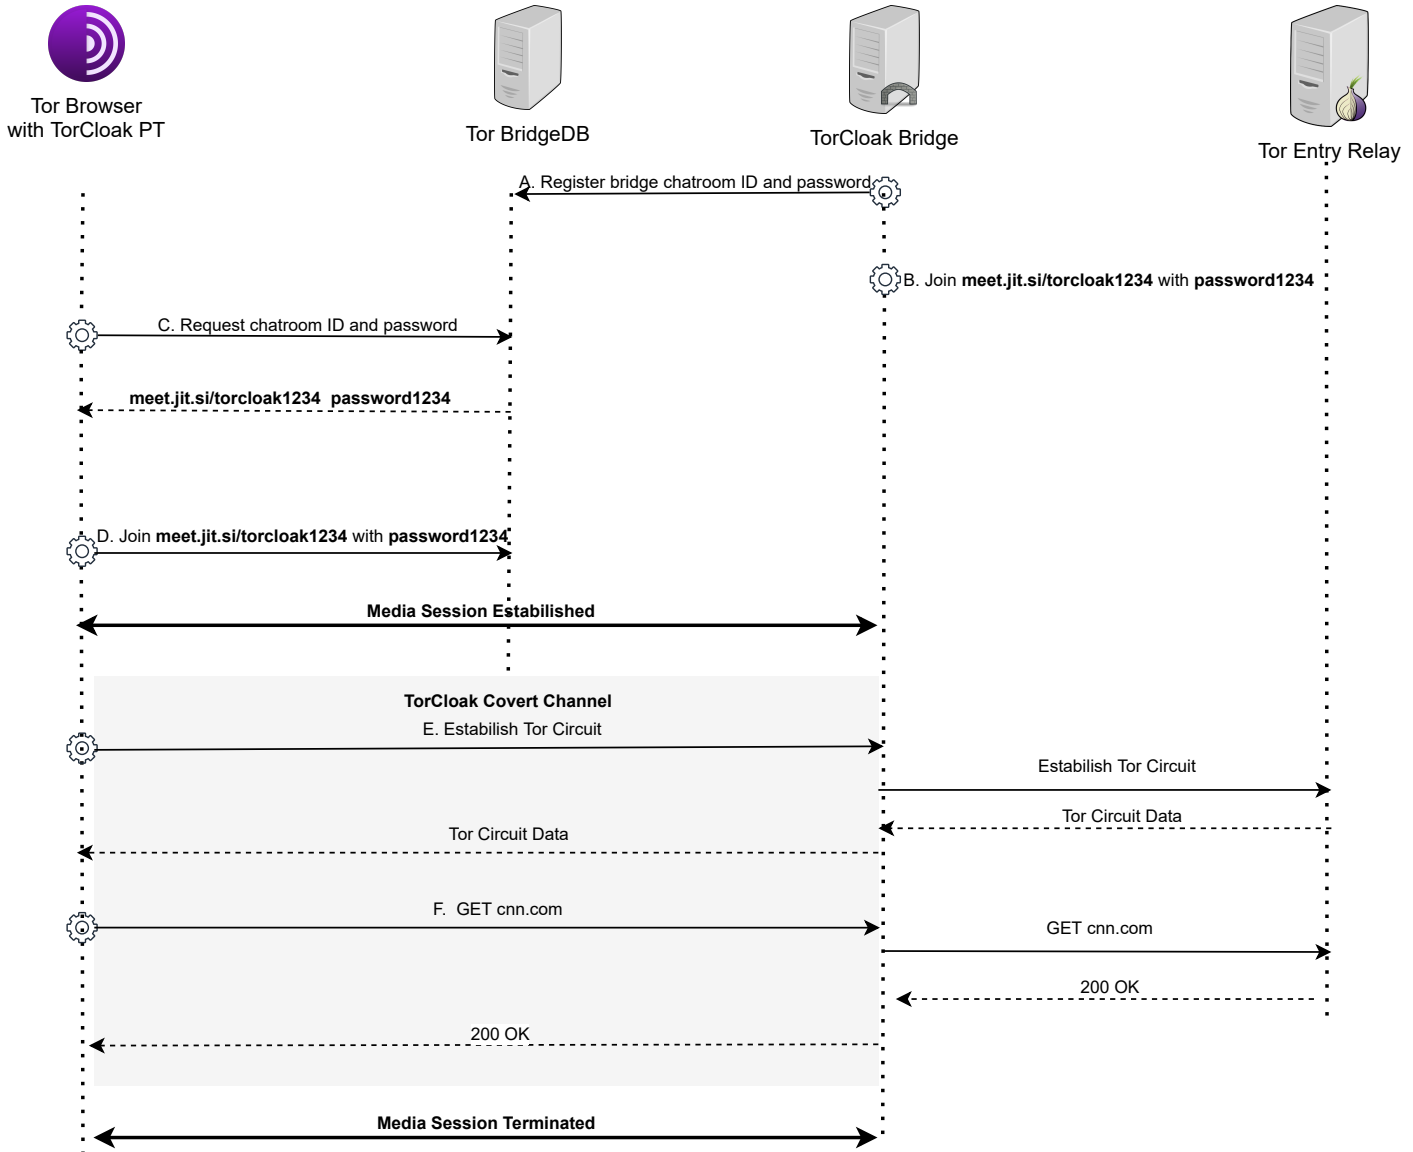 Tor Browser
with TorCloak PT
Tor BridgeDB
TorCloak Bridge
Tor Entry Relay
A. Register bridge chatroom ID and password
B. Join meet.jit.si/torcloak1234 with password1234
C. Request chatroom ID and password
meet.jit.si/torcloak1234 password1234
D. Join meet.jit.si/torcloak1234 with password1234
Media Session Estabilished
TorCloak Covert Channel
E. Estabilish Tor Circuit
Estabilish Tor Circuit
Tor Circuit Data
Tor Circuit Data
F. GET cnn.com
GET cnn.com
200 OK
200 OK
Media Session Terminated